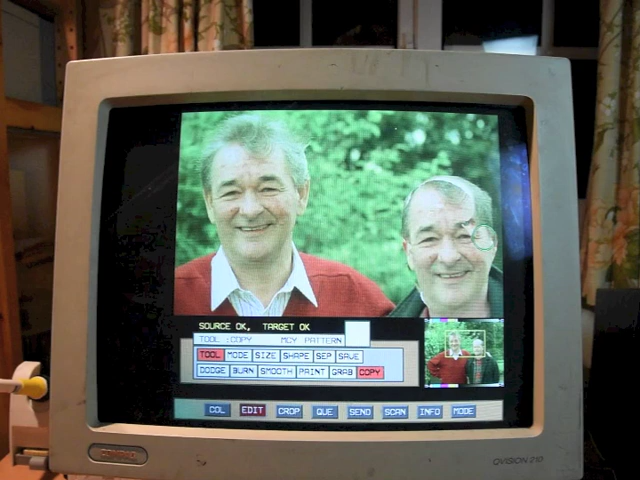 SOURCE OK, TARGET OK
TOOL :COPY MCY PATTERN
TOOL MODE SIZE SHAPE SEP SAVE
DODGE BURN SMOOTH PAINT GRAB COPY
COL EDIT CROP QUE SEND SCAN INFO MODE
COMPAQ QVISION 210